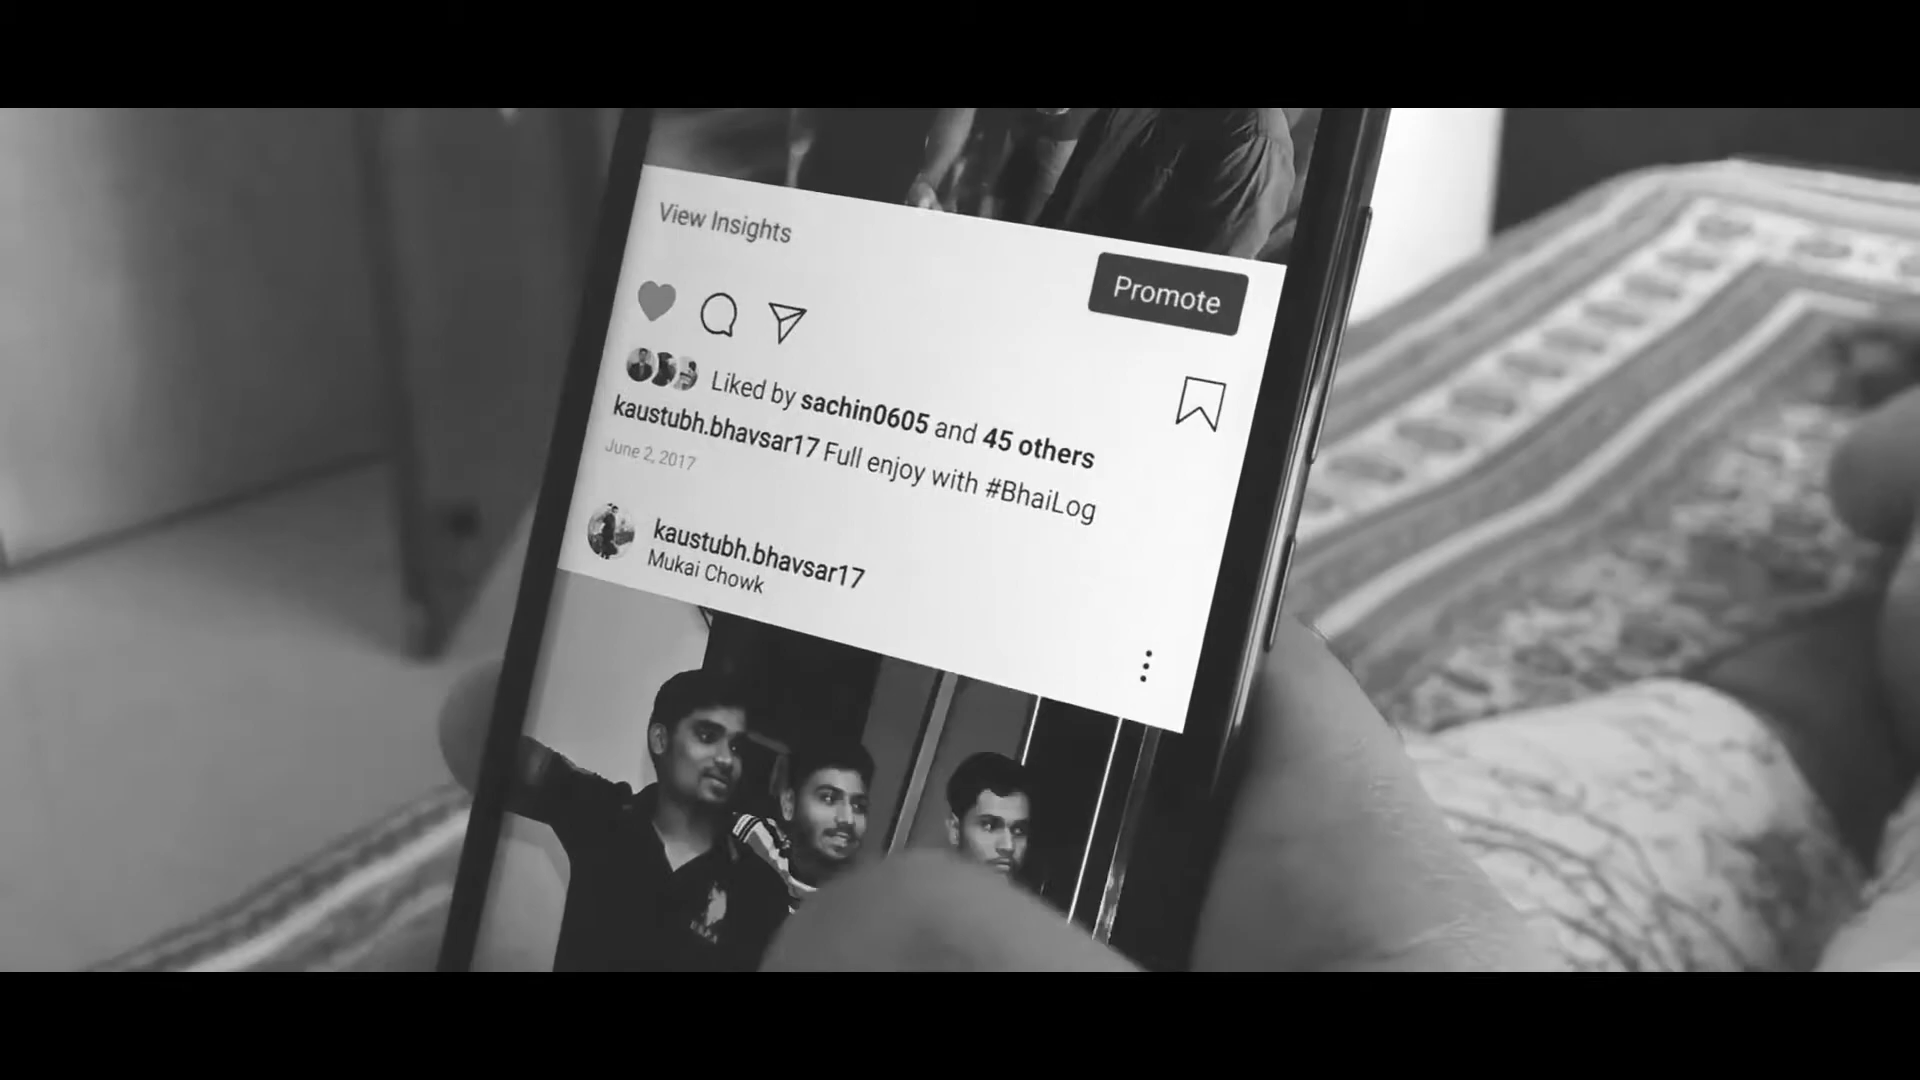 View Insights
Promote
Liked by sachin0605 and 45 others
kaustubh.bhavsar17 Full enjoy with #BhaiLog
June 2, 2017
kaustubh.bhavsar17
Mukai Chowk